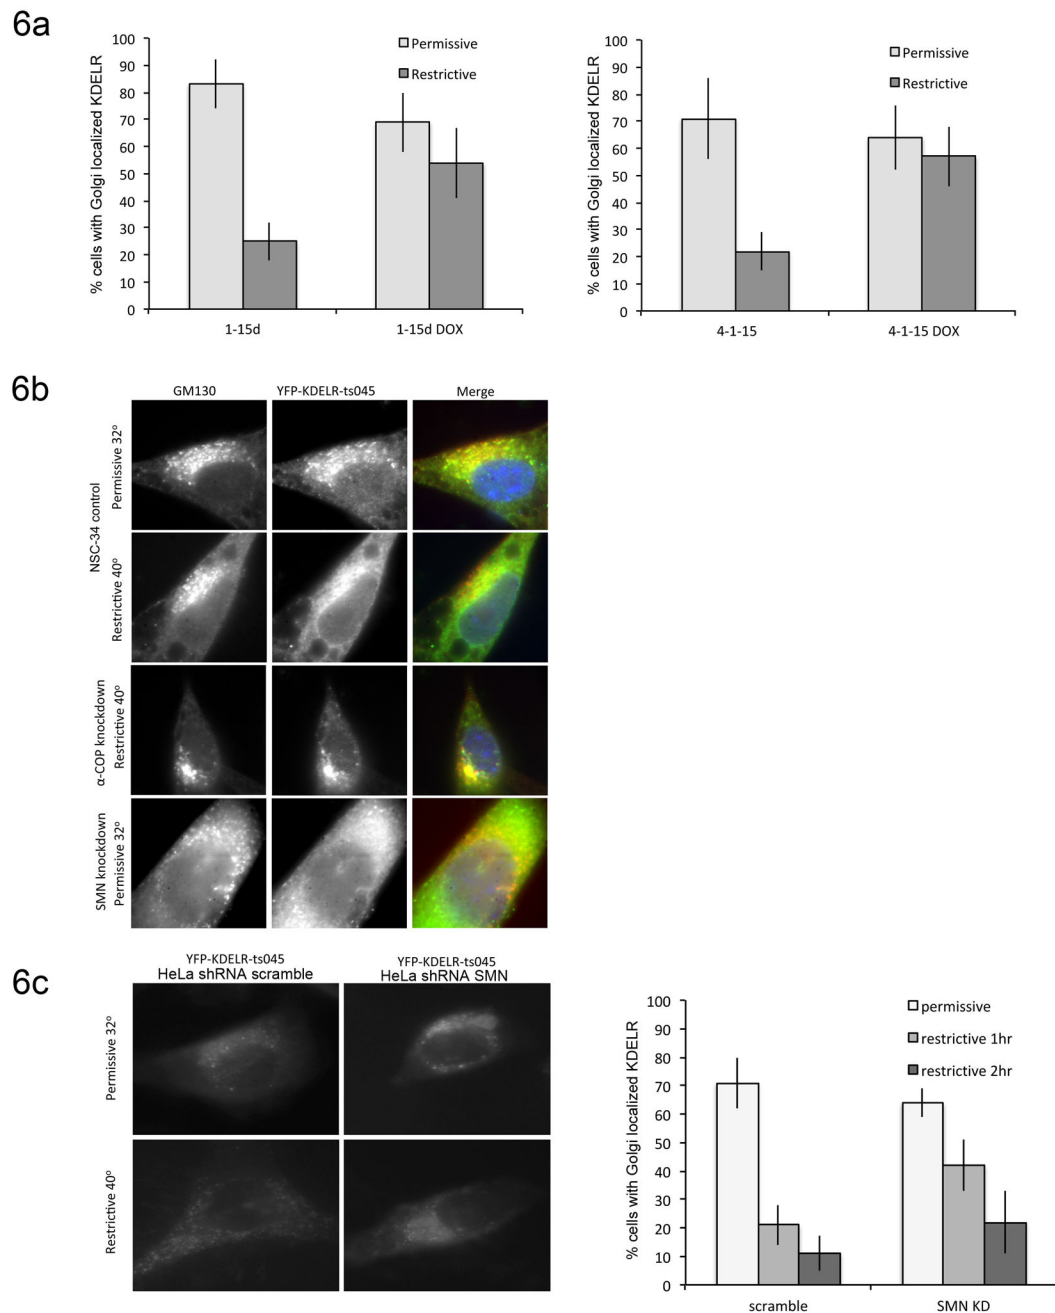 6a
100
90
80
70
60
50
40
30
20
10
0
% cells with Golgi localized KDELR
Permissive
Restrictive
1-15d
1-15d DOX
100
90
80
70
60
50
40
30
20
10
0
% cells with Golgi localized KDELR
Permissive
Restrictive
4-1-15
4-1-15 DOX
6b
GM130
YFP-KDELR-ts045
Merge
NSC-34 control
Permissive 32°
Restrictive 40°
α-COP knockdown
Restrictive 40°
SMN knockdown
Permissive 32°
6c
YFP-KDELR-ts045
HeLa shRNA scramble
YFP-KDELR-ts045
HeLa shRNA SMN
Permissive 32°
Restrictive 40°
100
90
80
70
60
50
40
30
20
10
0
% cells with Golgi localized KDELR
permissive
restrictive 1hr
restrictive 2hr
scramble
SMN KD